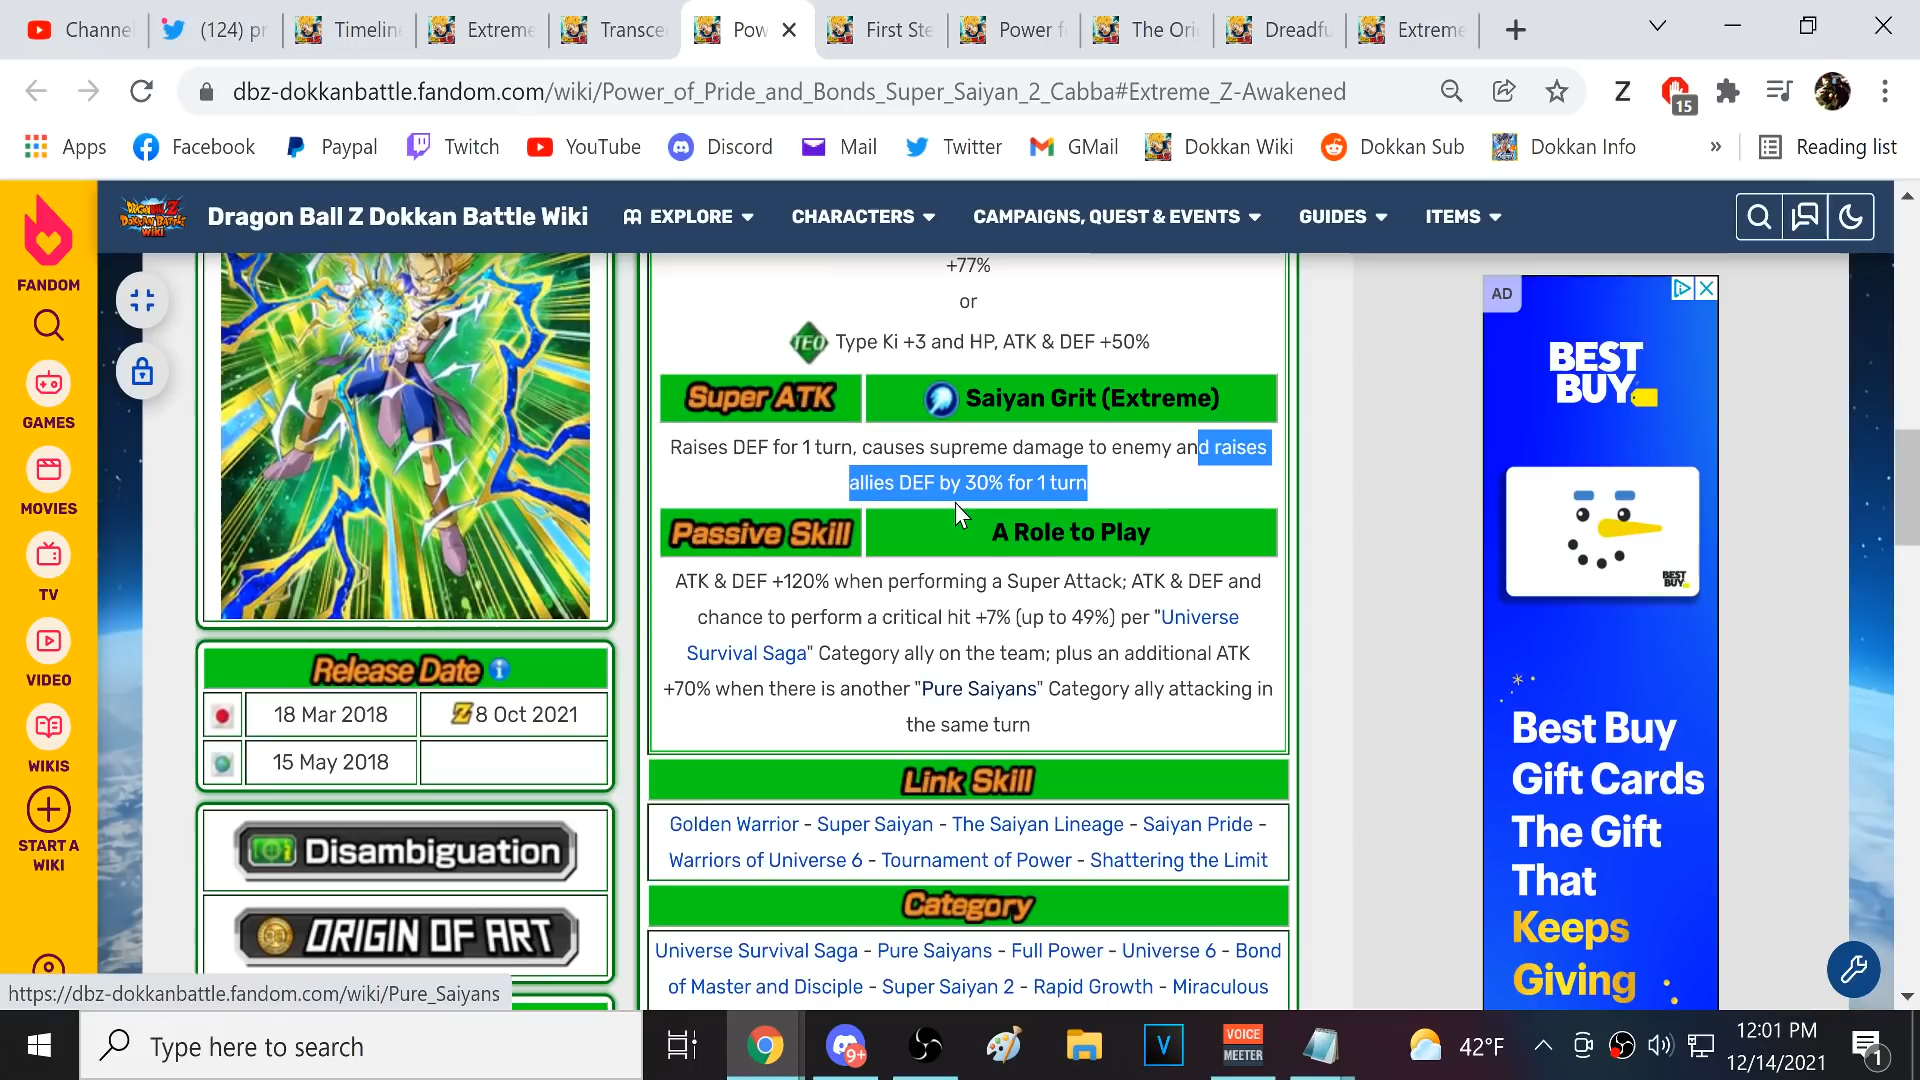 Channe
(124) pr
Timelin
Extreme
Transce
Pow
First Ste
Power f
The Ori
Dreadfu
Extreme
dbz-dokkanbattle.fandom.com/wiki/Power_of_Pride_and_Bonds_Super_Saiyan_2_Cabba#Extreme_Z-Awakened
Z
15
Apps
Facebook
Paypal
Twitch
YouTube
Discord
Mail
Twitter
GMail
Dokkan Wiki
Dokkan Sub
Dokkan Info
»
Reading list
Dragon Ball Z Dokkan Battle Wiki
EXPLORE
CHARACTERS
CAMPAIGNS, QUEST & EVENTS
GUIDES
ITEMS
FANDOM
GAMES
MOVIES
TV
VIDEO
WIKIS
START A
WIKI
+77%
or
TEQ Type Ki +3 and HP, ATK & DEF +50%
Super ATK
Saiyan Grit (Extreme)
Raises DEF for 1 turn, causes supreme damage to enemy and raises
allies DEF by 30% for 1 turn
Passive Skill
A Role to Play
ATK & DEF +120% when performing a Super Attack; ATK & DEF and
chance to perform a critical hit +7% (up to 49%) per "Universe
Survival Saga" Category ally on the team; plus an additional ATK
+70% when there is another "Pure Saiyans" Category ally attacking in
the same turn
Link Skill
Golden Warrior - Super Saiyan - The Saiyan Lineage - Saiyan Pride -
Warriors of Universe 6 - Tournament of Power - Shattering the Limit
Category
Universe Survival Saga - Pure Saiyans - Full Power - Universe 6 - Bond
of Master and Disciple - Super Saiyan 2 - Rapid Growth - Miraculous
Release Date
18 Mar 2018
Z 8 Oct 2021
15 May 2018
Disambiguation
ORIGIN OF ART
AD
BEST
BUY
BEST
BUY
Best Buy
Gift Cards
The Gift
That
Keeps
Giving
https://dbz-dokkanbattle.fandom.com/wiki/Pure_Saiyans
Type here to search
9+
V
VOICE
MEETER
42°F
12:01 PM
12/14/2021
1